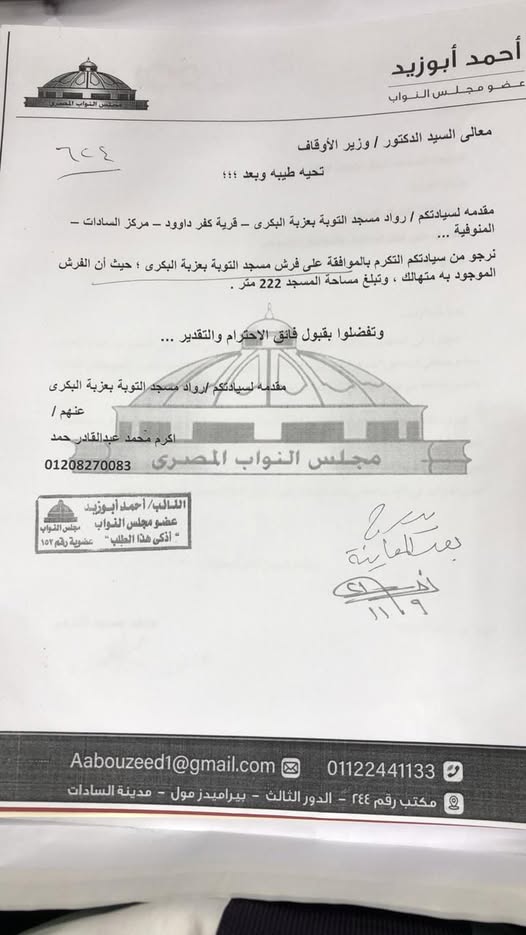 أحمد أبوزيد
عضو مجلس النواب
مجلس النواب المصرى
٦٢٤
معالى السيد الدكتور / وزير الأوقاف
تحيه طيبه وبعد ؛؛؛
مقدمه لسيادتكم / رواد مسجد التوبة بعزبة البكرى – قرية كفر داوود – مركز السادات –
المنوفية ...
نرجو من سيادتكم التكرم بالموافقة على فرش مسجد التوبة بعزبة البكرى ؛ حيث أن الفرش
الموجود به متهالك ، وتبلغ مساحة المسجد 222 متر .
وتفضلوا بقبول فائق الاحترام والتقدير ...
مقدمه لسيادتكم /رواد مسجد التوبة بعزبة البكرى
عنهم /
اكرم محمد عبدالقادر حمد
01208270083
مجلس النواب المصرى
النائب/ أحمد أبوزيد
عضو مجلس النواب
" أذكى هذا الطلب "
مجلس النواب
عضوية رقم ١٥٢
يدرج
بعد المعاينة
١١/٩
01122441133
Aabouzeed1@gmail.com
مكتب رقم ٢٤٤ – الدور الثالث – بيراميدز مول – مدينة السادات